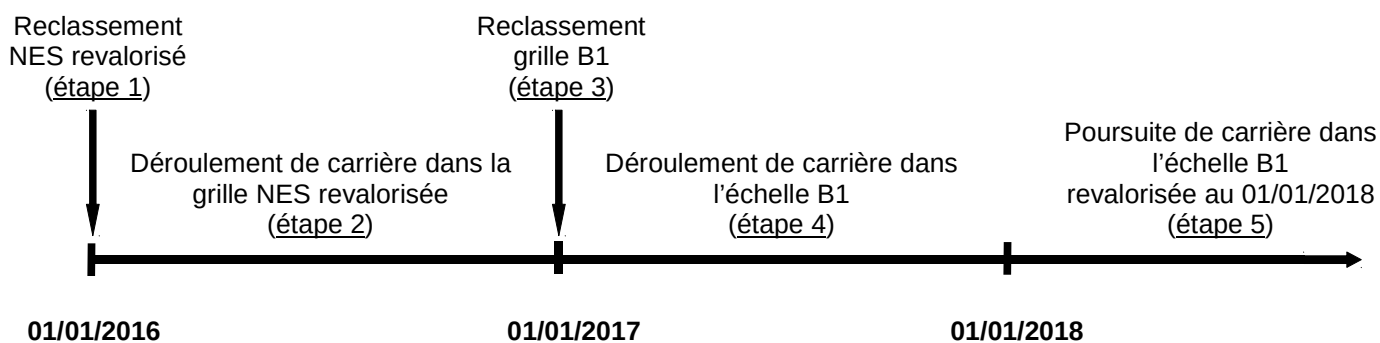 Reclassement
NES revalorisé
(étape 1)
Reclassement
grille B1
(étape 3)
Déroulement de carrière dans la
grille NES revalorisée
(étape 2)
Déroulement de carrière dans
l’échelle B1
(étape 4)
Poursuite de carrière dans
l’échelle B1
revalorisée au 01/01/2018
(étape 5)
01/01/2016
01/01/2017
01/01/2018